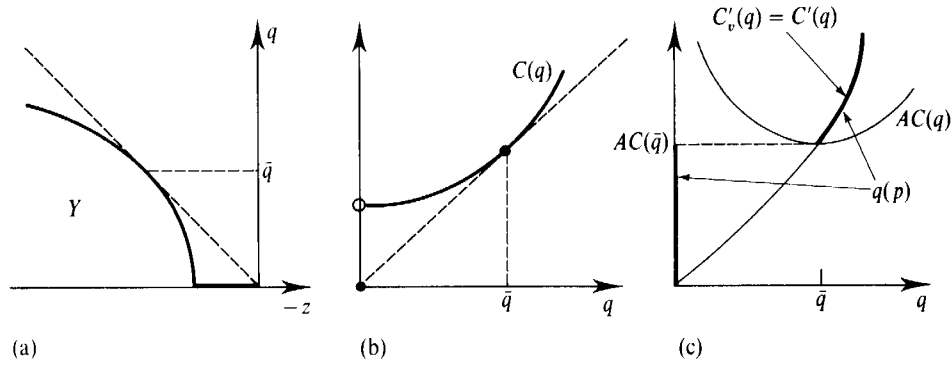 q
q̄
Y
−z
(a)
C(q)
q̄
q
(b)
C′ᵥ(q) = C′(q)
AC(q)
AC(q̄)
q(p)
q̄
q
(c)